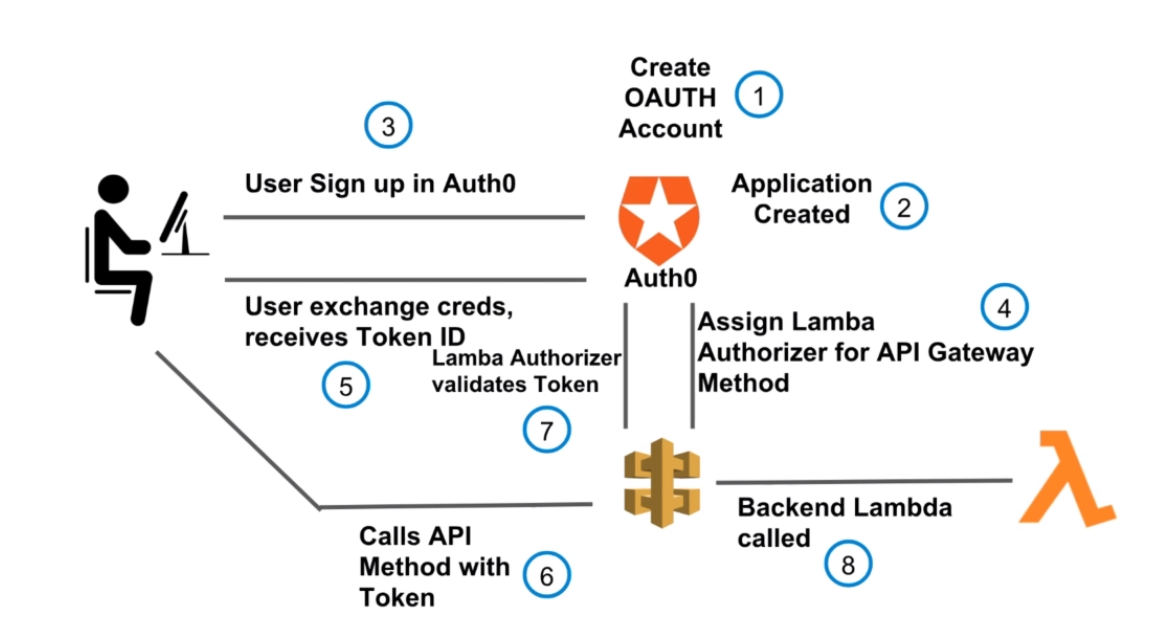 Create
OAUTH
Account
1
3
User Sign up in Auth0
Application
Created
2
Auth0
User exchange creds,
receives Token ID
5
Lamba Authorizer
validates Token
7
4
Assign Lamba
Authorizer for API Gateway
Method
Calls API
Method with
Token
6
Backend Lambda
called
8